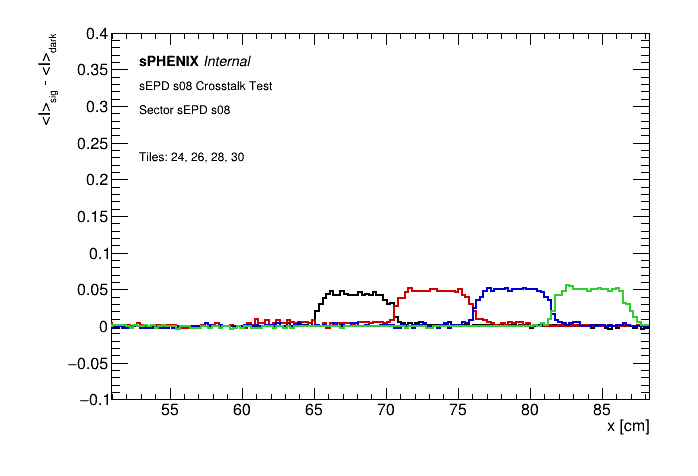 <I>sig - <I>dark
0.4
0.35
0.3
0.25
0.2
0.15
0.1
0.05
0
−0.05
−0.1
sPHENIX Internal
sEPD s08 Crosstalk Test
Sector sEPD s08
Tiles: 24, 26, 28, 30
55 60 65 70 75 80 85
x [cm]